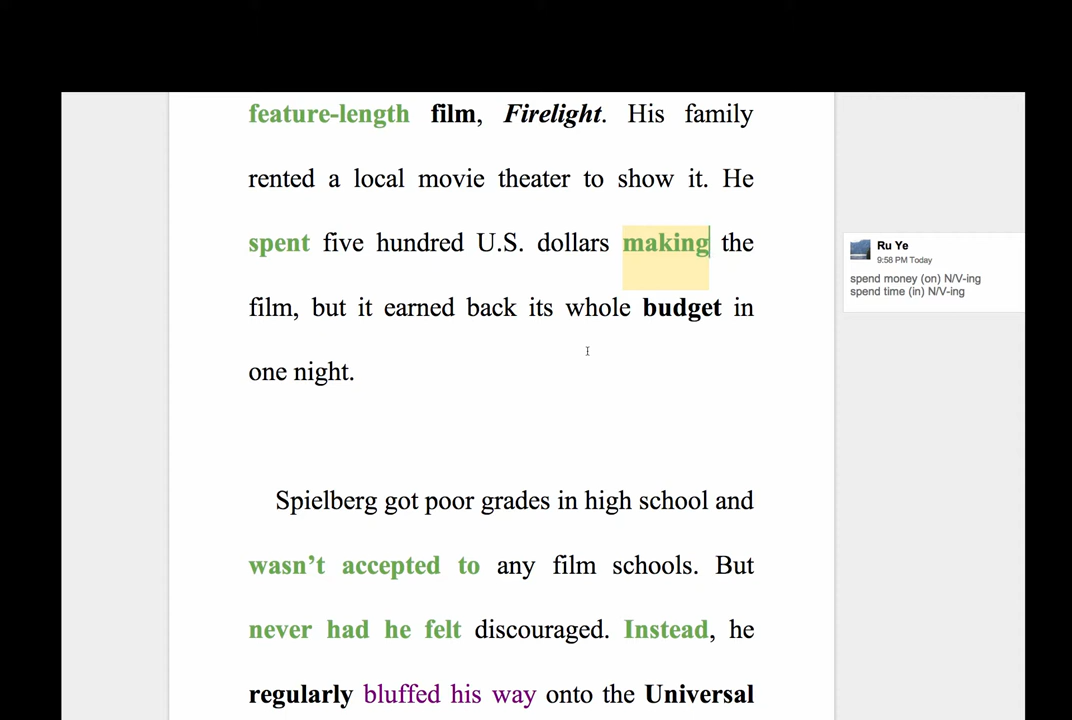 feature-length film, Firelight. His family
rented a local movie theater to show it. He
spent five hundred U.S. dollars making the
film, but it earned back its whole budget in
one night.
Spielberg got poor grades in high school and
wasn’t accepted to any film schools. But
never had he felt discouraged. Instead, he
regularly bluffed his way onto the Universal
Ru Ye
9:58 PM Today
spend money (on) N/V-ing
spend time (in) N/V-ing